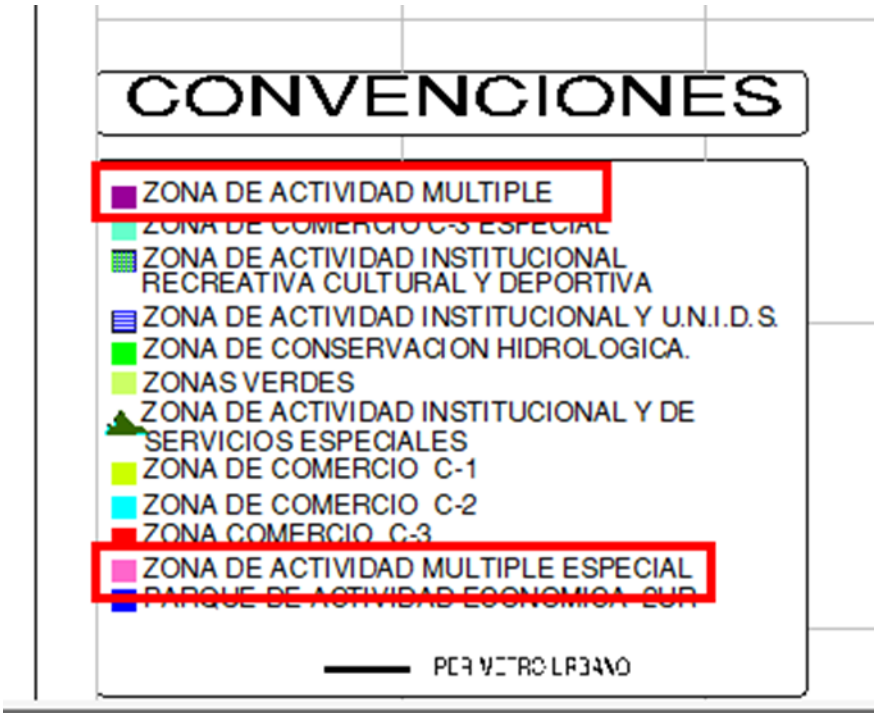 CONVENCIONES
ZONA DE ACTIVIDAD MULTIPLE
ZONA DE COMERCIO C-3 ESPECIAL
ZONA DE ACTIVIDAD INSTITUCIONAL
RECREATIVA CULTURAL Y DEPORTIVA
ZONA DE ACTIVIDAD INSTITUCIONAL Y U.N.I.D.S.
ZONA DE CONSERVACION HIDROLOGICA.
ZONAS VERDES
ZONA DE ACTIVIDAD INSTITUCIONAL Y DE
SERVICIOS ESPECIALES
ZONA DE COMERCIO C-1
ZONA DE COMERCIO C-2
ZONA COMERCIO C-3
ZONA DE ACTIVIDAD MULTIPLE ESPECIAL
PARQUE DE ACTIVIDAD ECONOMICA
PERIMETRO URBANO